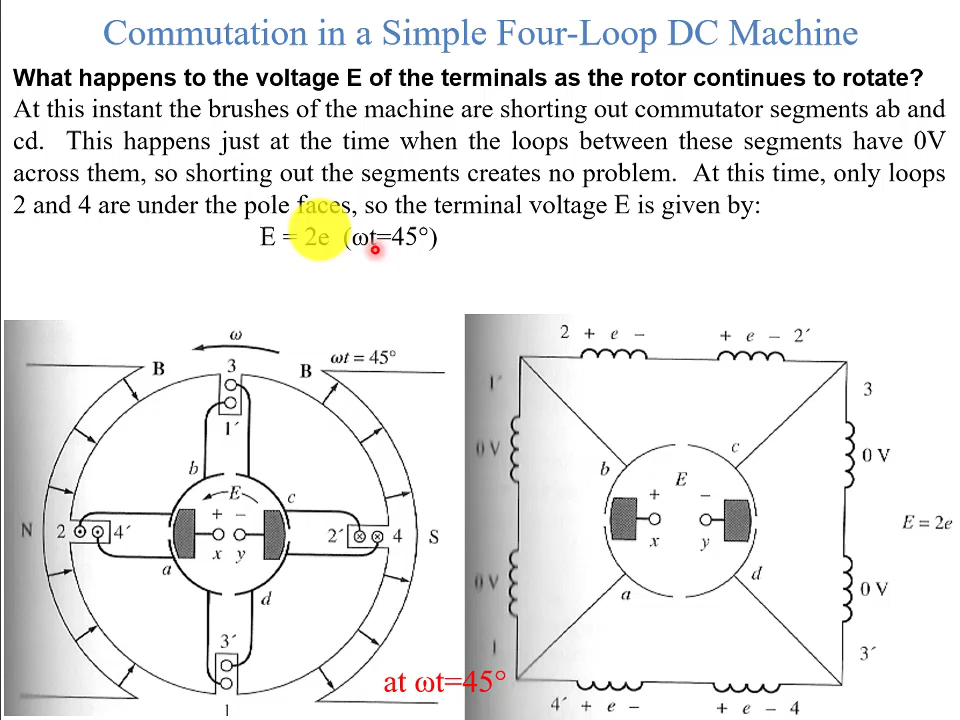 Commutation in a Simple Four-Loop DC Machine
What happens to the voltage E of the terminals as the rotor continues to rotate?
At this instant the brushes of the machine are shorting out commutator segments ab and
cd. This happens just at the time when the loops between these segments have 0V
across them, so shorting out the segments creates no problem. At this time, only loops
2 and 4 are under the pole faces, so the terminal voltage E is given by:
E = 2e (ωt=45°)
ω
ωt = 45°
B
3
B
1´
b
E
c
+ −
N
2
4´
x y
2´
4
S
a
d
3´
1
2 + e −
+ e − 2´
1´
3
0 V
0 V
b
c
E
+ −
x y
E = 2e
0 V
0 V
a
d
1
3´
4´ + e −
+ e − 4
at ωt=45°